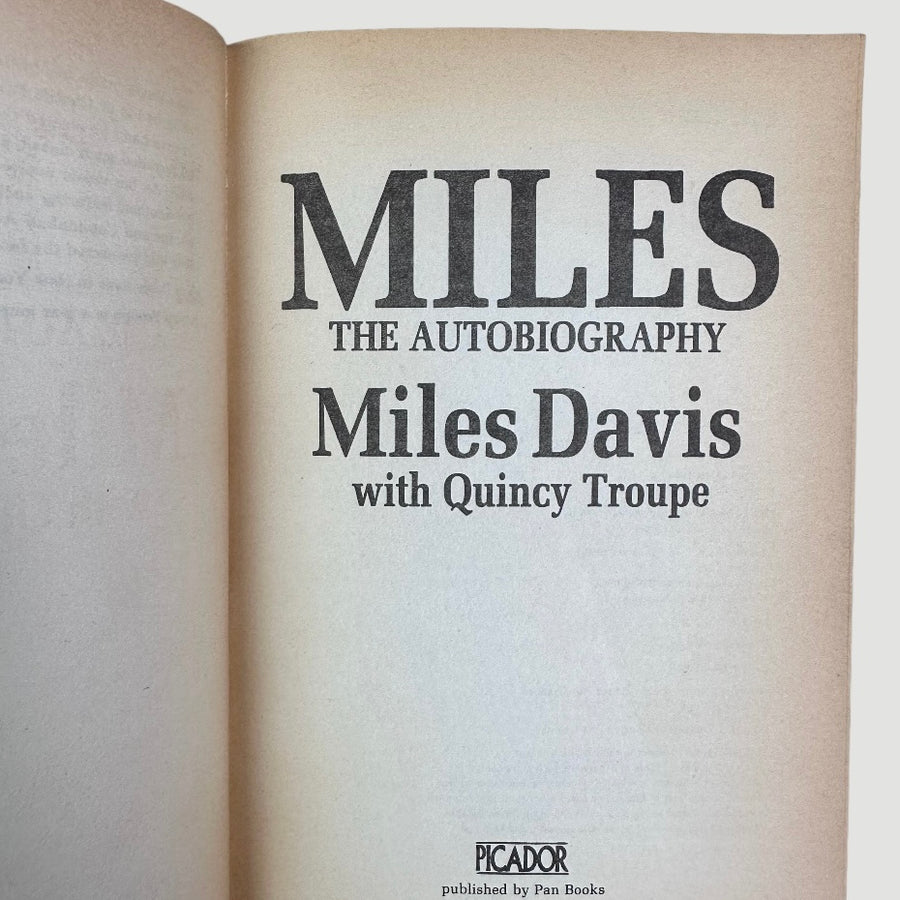 MILES
THE AUTOBIOGRAPHY
Miles Davis
with Quincy Troupe
PICADOR
published by Pan Books